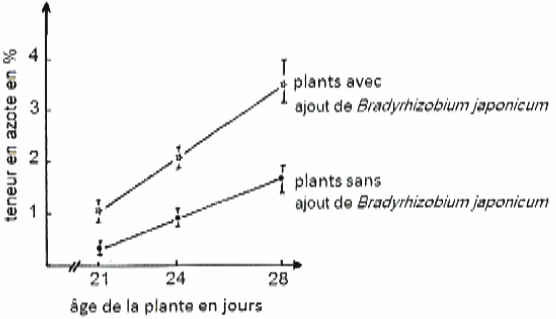 teneur en azote en %
4
3
2
1
plants avec
ajout de Bradyrhizobium japonicum
plants sans
ajout de Bradyrhizobium japonicum
21 24 28
âge de la plante en jours